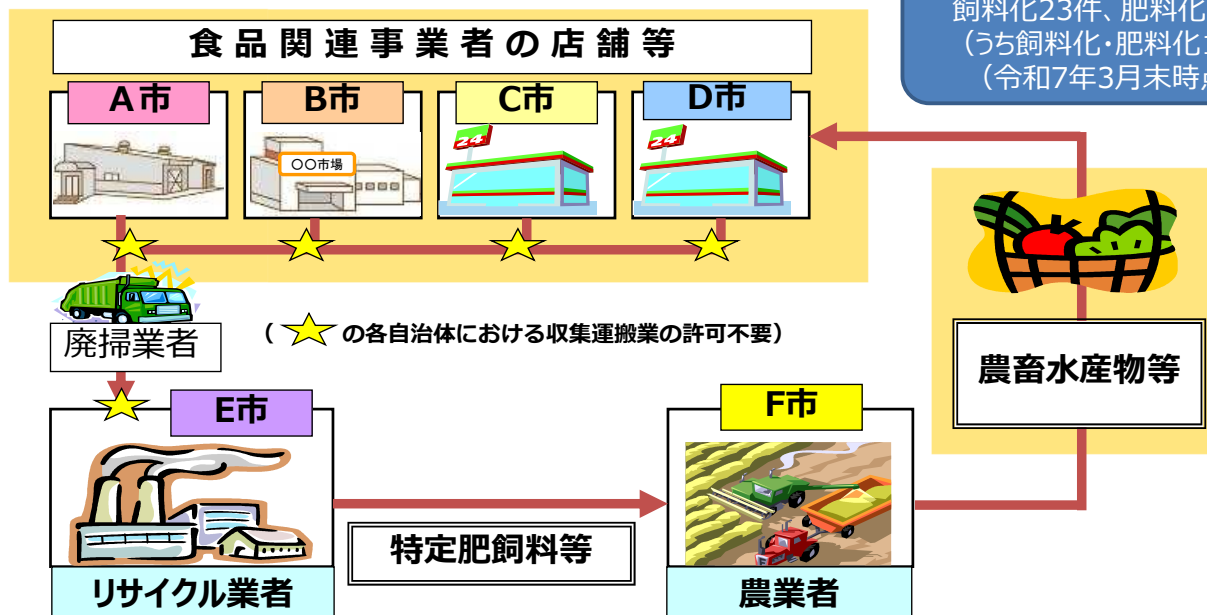 飼料化23件、肥料化
(うち飼料化・肥料化
(令和7年3月末時点
食品関連事業者の店舗等
A市
B市
C市
D市
〇〇市場
24
24
廃掃業者
(☆の各自治体における収集運搬業の許可不要)
農畜水産物等
E市
F市
特定肥飼料等
リサイクル業者
農業者